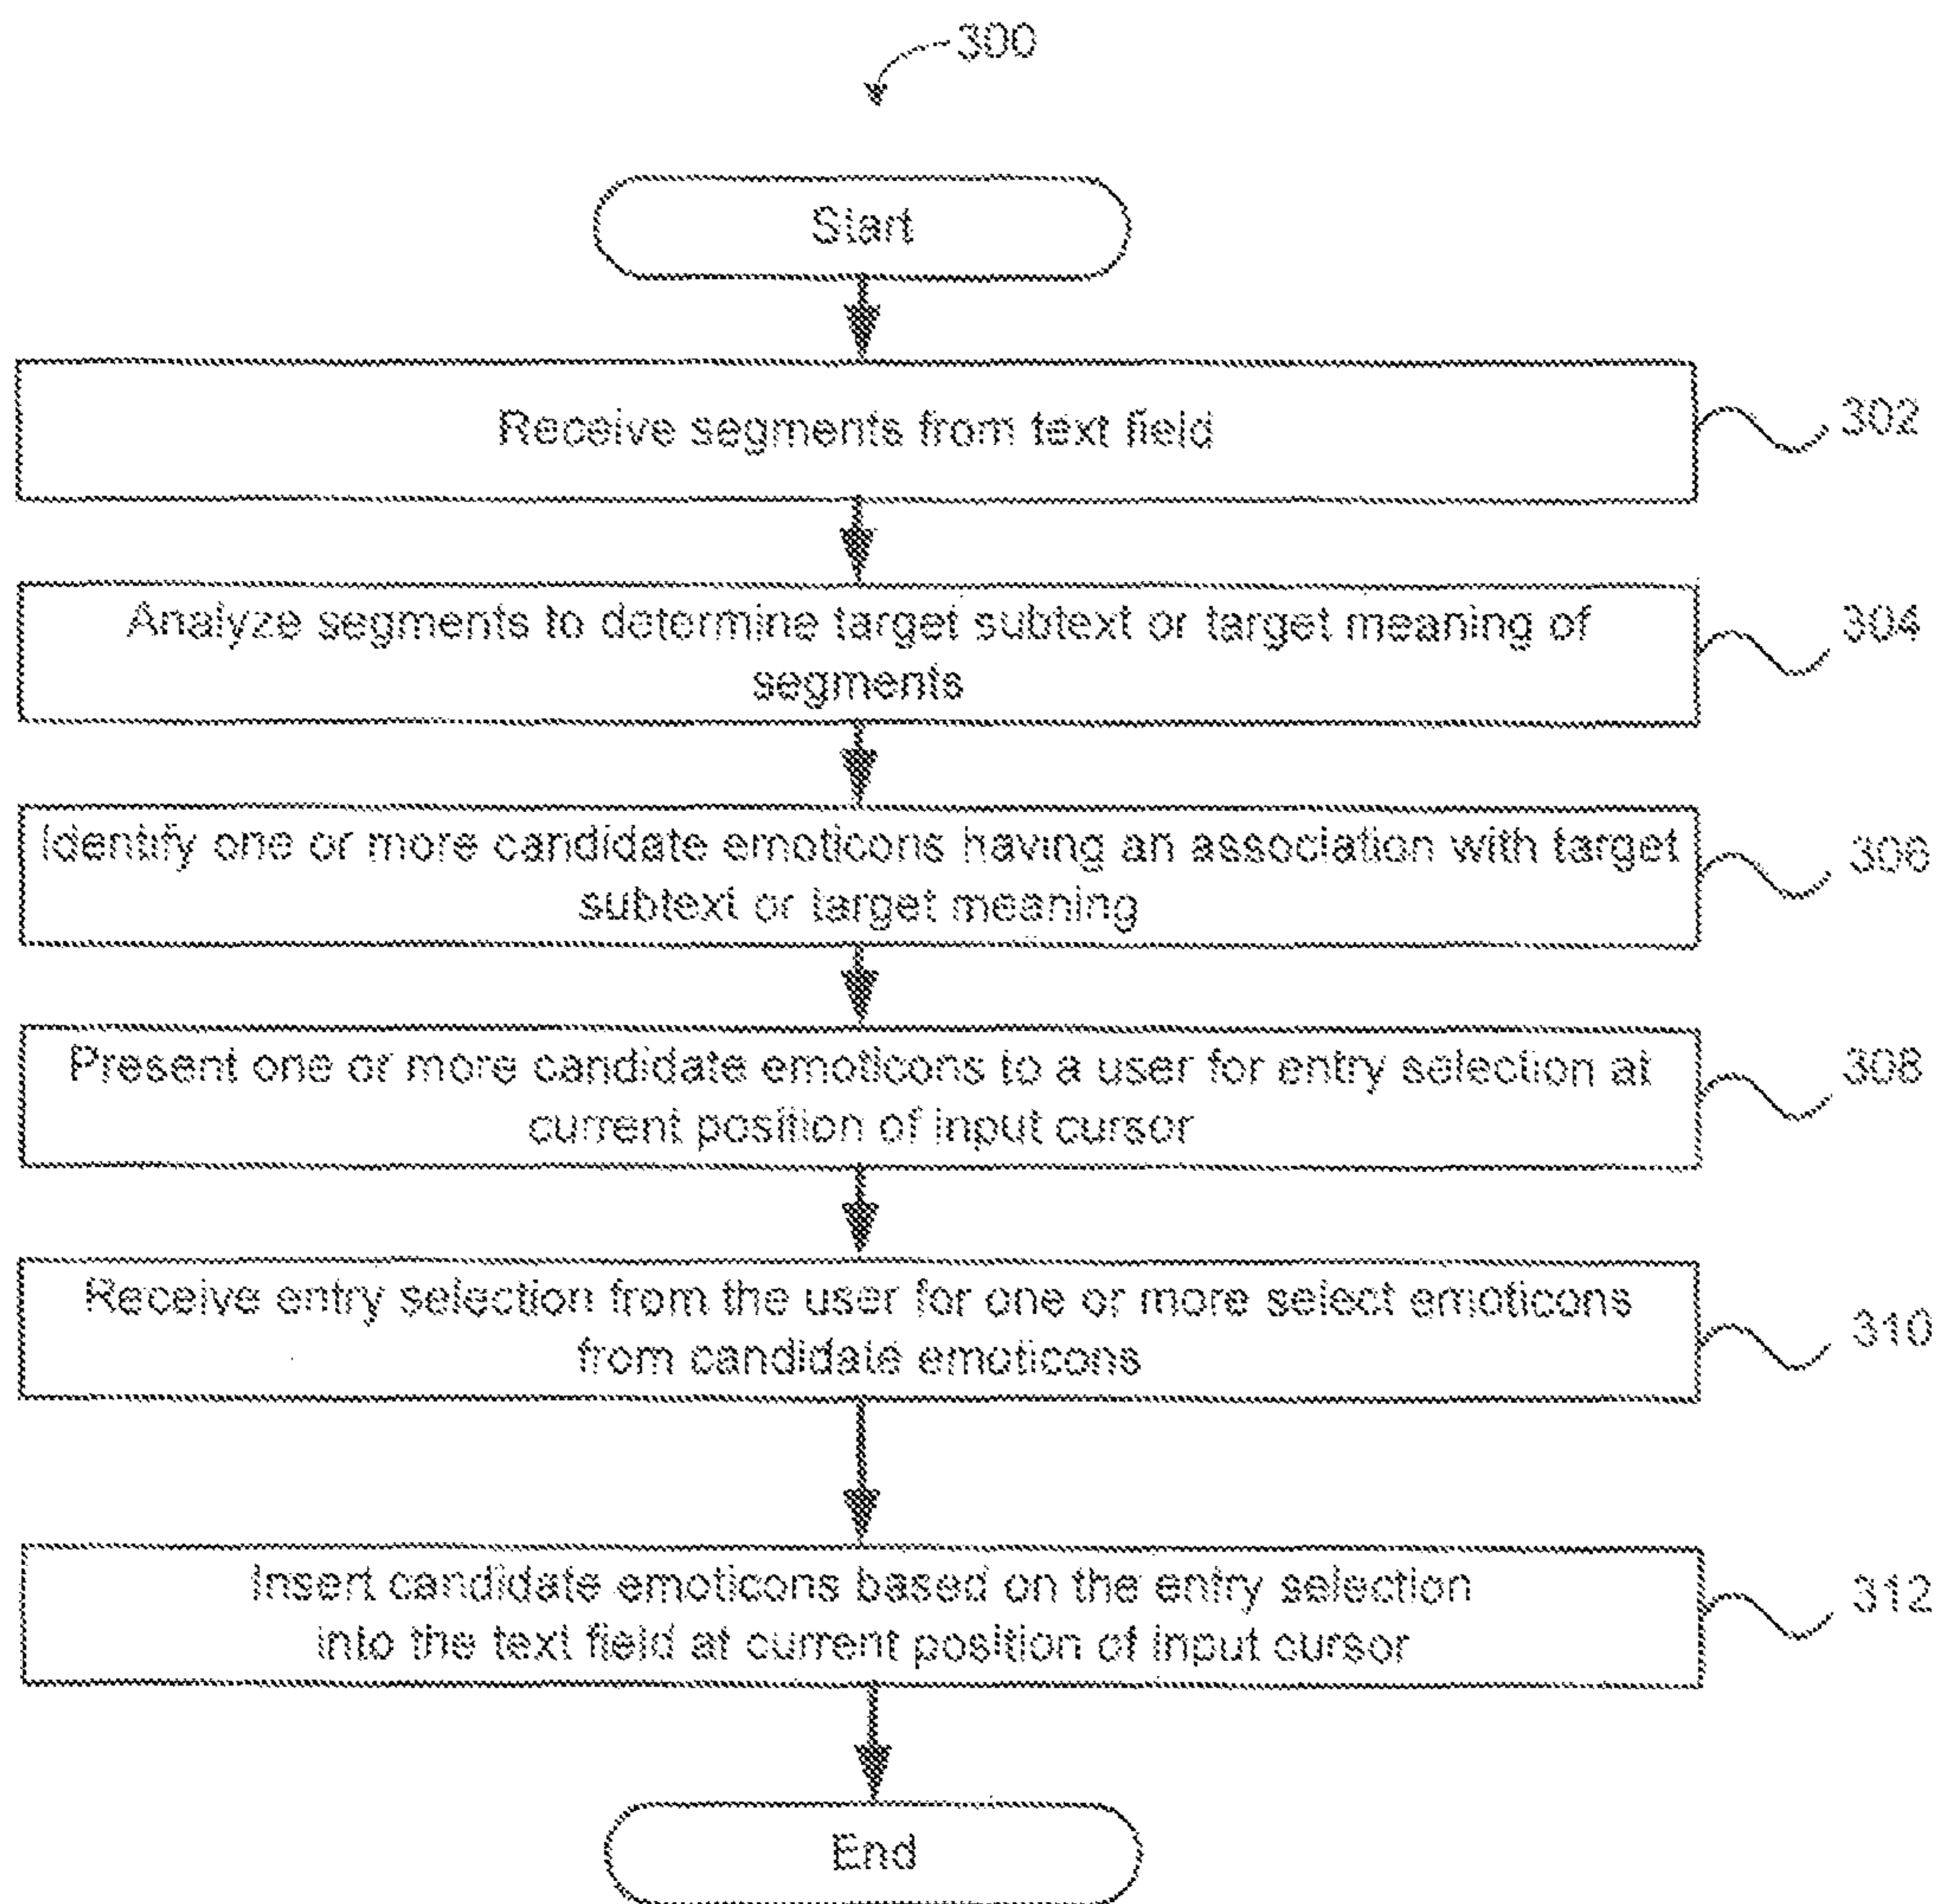 300
Start
Receive segments from text field
302
Analyze segments to determine target subtext or target meaning of
segments
304
Identify one or more candidate emoticons having an association with target
subtext or target meaning
306
Present one or more candidate emoticons to a user for entry selection at
current position of input cursor
308
Receive entry selection from the user for one or more select emoticons
from candidate emoticons
310
Insert candidate emoticons based on the entry selection
into the text field at current position of input cursor
312
End